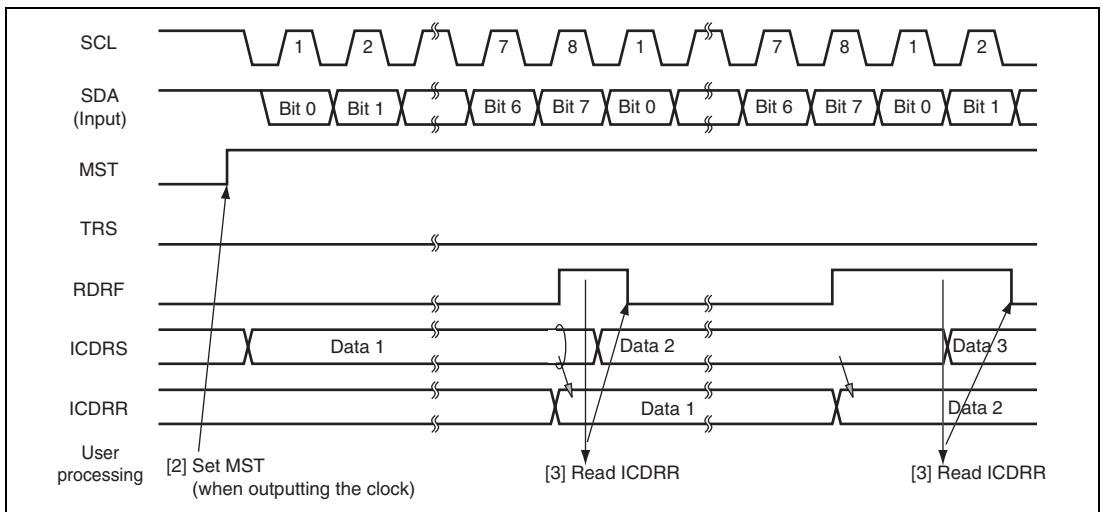 SCL 1 2 7 8 1 7 8 1 2
SDA
(Input)
Bit 0 Bit 1 Bit 6 Bit 7 Bit 0 Bit 6 Bit 7 Bit 0 Bit 1
MST
TRS
RDRF
ICDRS Data 1 Data 2 Data 3
ICDRR Data 1 Data 2
User
processing
[2] Set MST
(when outputting the clock)
[3] Read ICDRR
[3] Read ICDRR